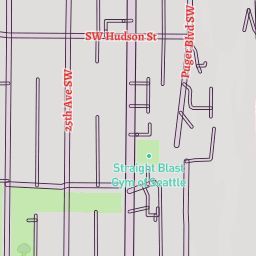 SW Hudson St
Puget Blvd SW
25th Ave SW
Straight Blast
Gym of Seattle